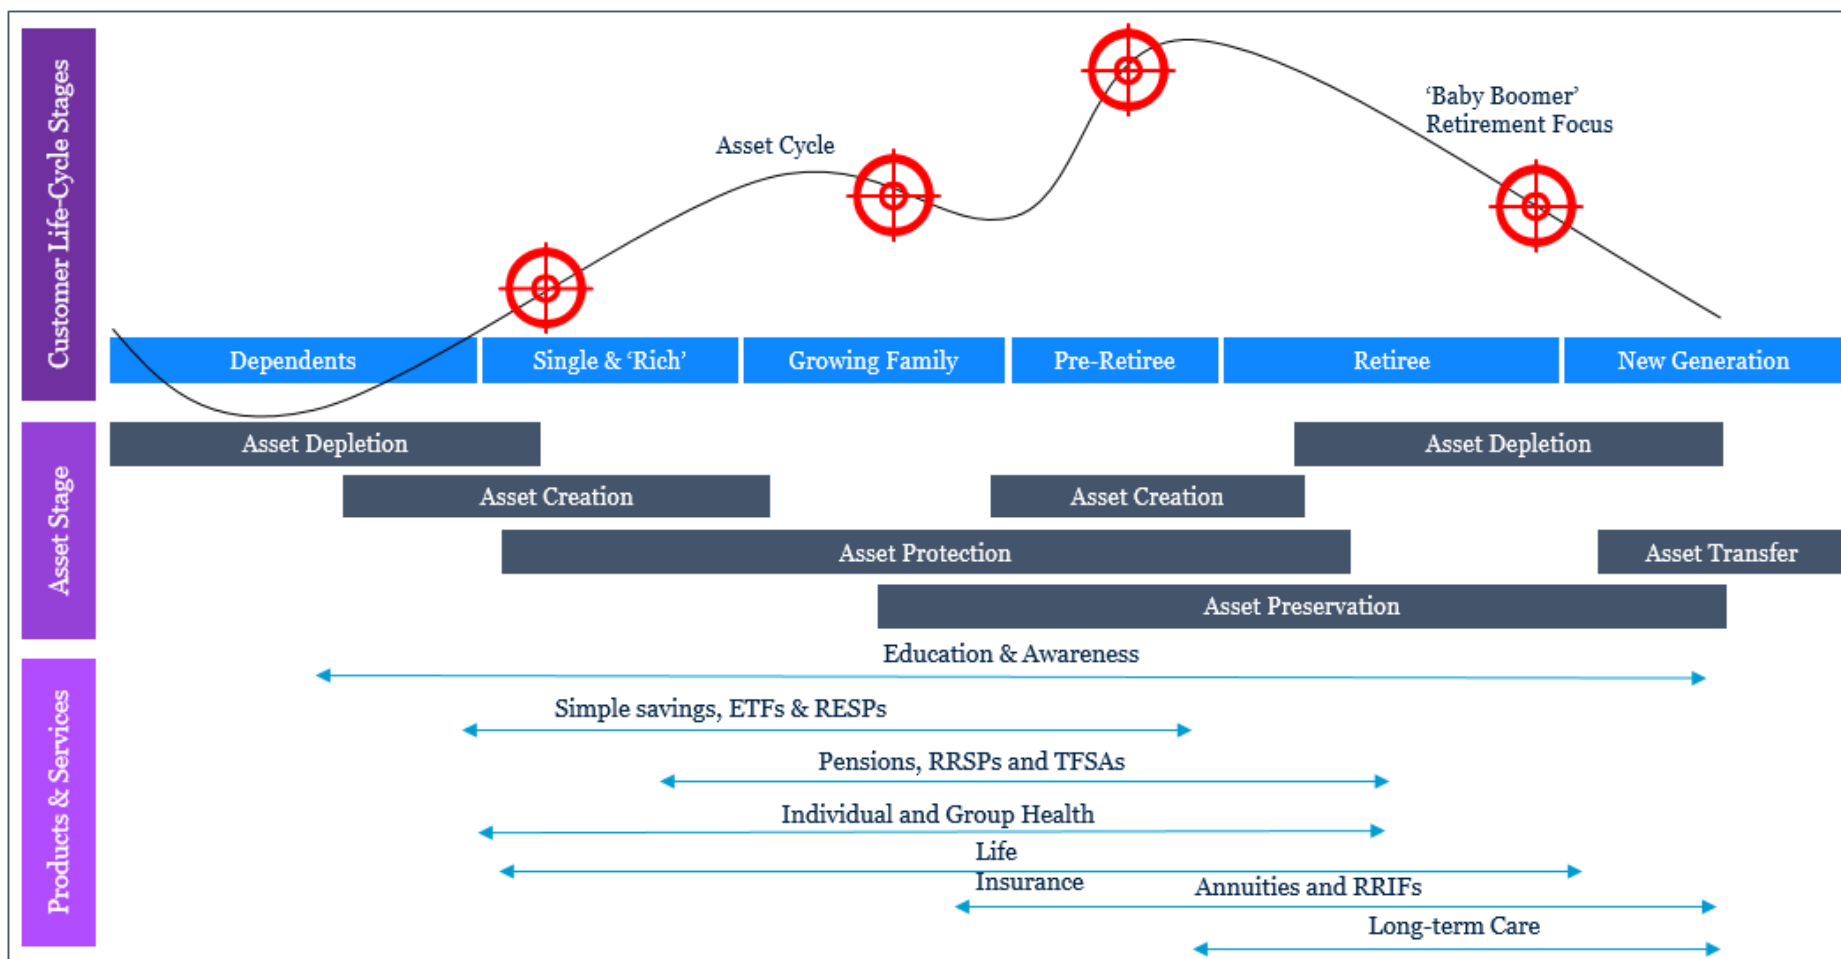 Customer Life-Cycle Stages
Asset Cycle
‘Baby Boomer’
Retirement Focus
Dependents
Single & ‘Rich’
Growing Family
Pre-Retiree
Retiree
New Generation
Asset Stage
Asset Depletion
Asset Depletion
Asset Creation
Asset Creation
Asset Protection
Asset Transfer
Asset Preservation
Products & Services
Education & Awareness
Simple savings, ETFs & RESPs
Pensions, RRSPs and TFSAs
Individual and Group Health
Life
Insurance
Annuities and RRIFs
Long-term Care